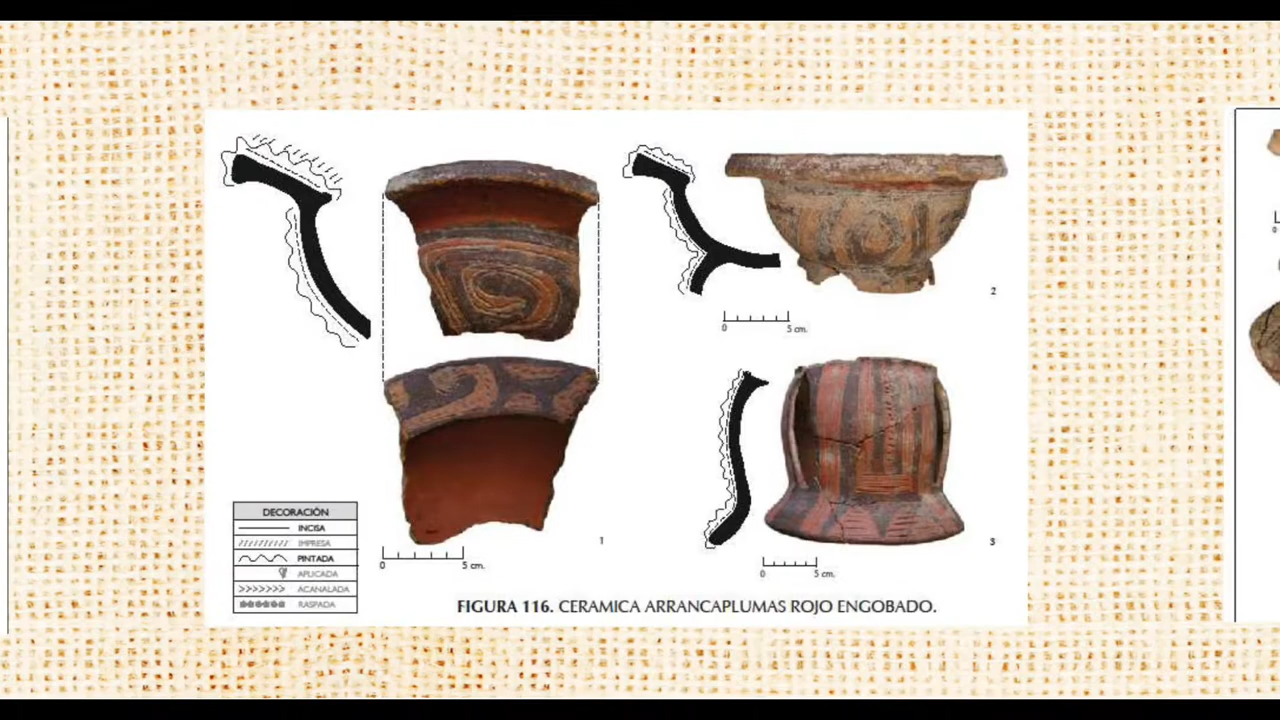 2
0 5 cm.
DECORACIÓN
INCISA
IMPRESA
PINTADA
APLICADA
ACANALADA
RASPADA
0 5 cm.
1
3
0 5 cm.
FIGURA 116. CERAMICA ARRANCAPLUMAS ROJO ENGOBADO.
0